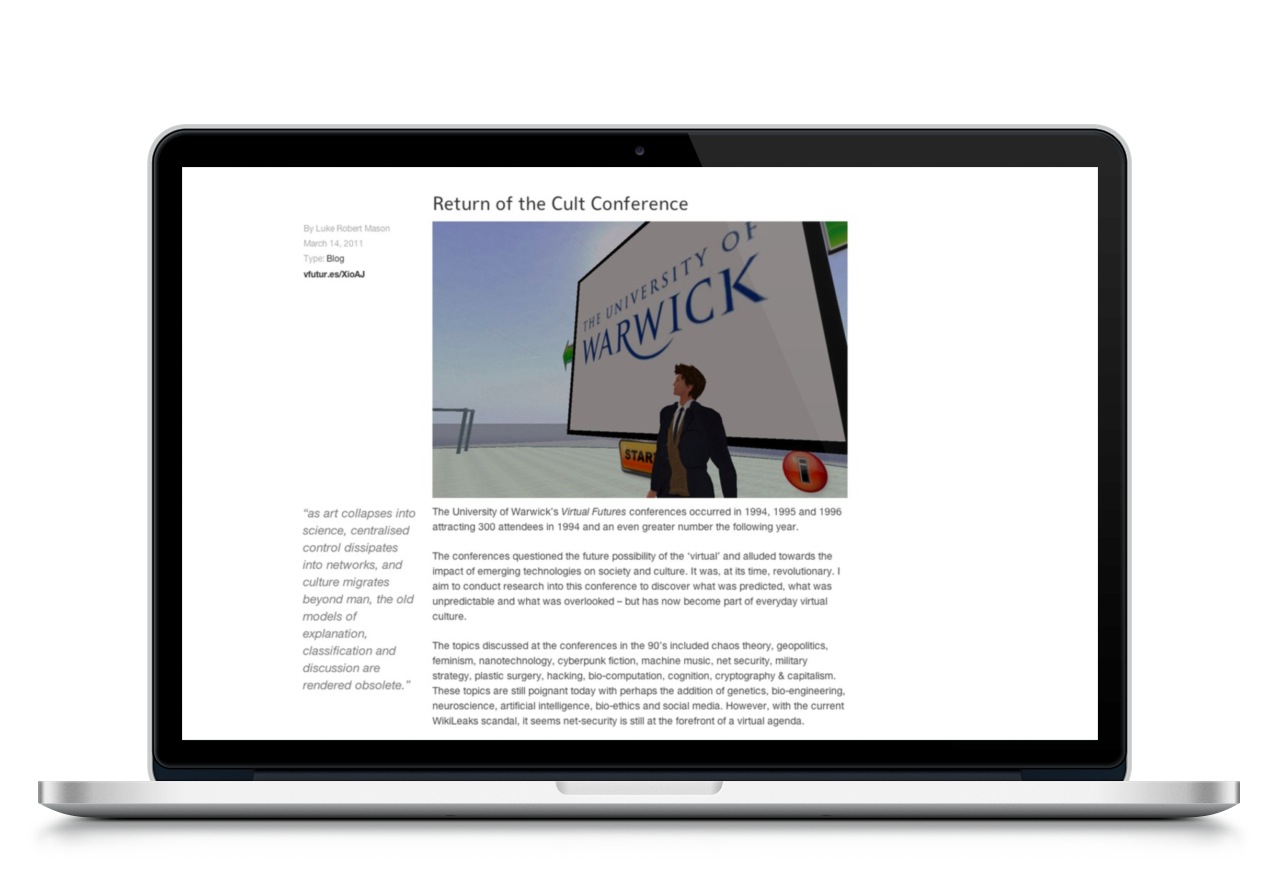 Return of the Cult Conference
By Luke Robert Mason
March 14, 2011
Type: Blog
vfutur.es/XioAJ
THE UNIVERSITY OF
WARWICK
START
i
“as art collapses into
science, centralised
control dissipates
into networks, and
culture migrates
beyond man, the old
models of
explanation,
classification and
discussion are
rendered obsolete.”
The University of Warwick’s Virtual Futures conferences occurred in 1994, 1995 and 1996
attracting 300 attendees in 1994 and an even greater number the following year.
The conferences questioned the future possibility of the ‘virtual’ and alluded towards the
impact of emerging technologies on society and culture. It was, at its time, revolutionary. I
aim to conduct research into this conference to discover what was predicted, what was
unpredictable and what was overlooked – but has now become part of everyday virtual
culture.
The topics discussed at the conferences in the 90’s included chaos theory, geopolitics,
feminism, nanotechnology, cyberpunk fiction, machine music, net security, military
strategy, plastic surgery, hacking, bio-computation, cognition, cryptography & capitalism.
These topics are still poignant today with perhaps the addition of genetics, bio-engineering,
neuroscience, artificial intelligence, bio-ethics and social media. However, with the current
WikiLeaks scandal, it seems net-security is still at the forefront of a virtual agenda.